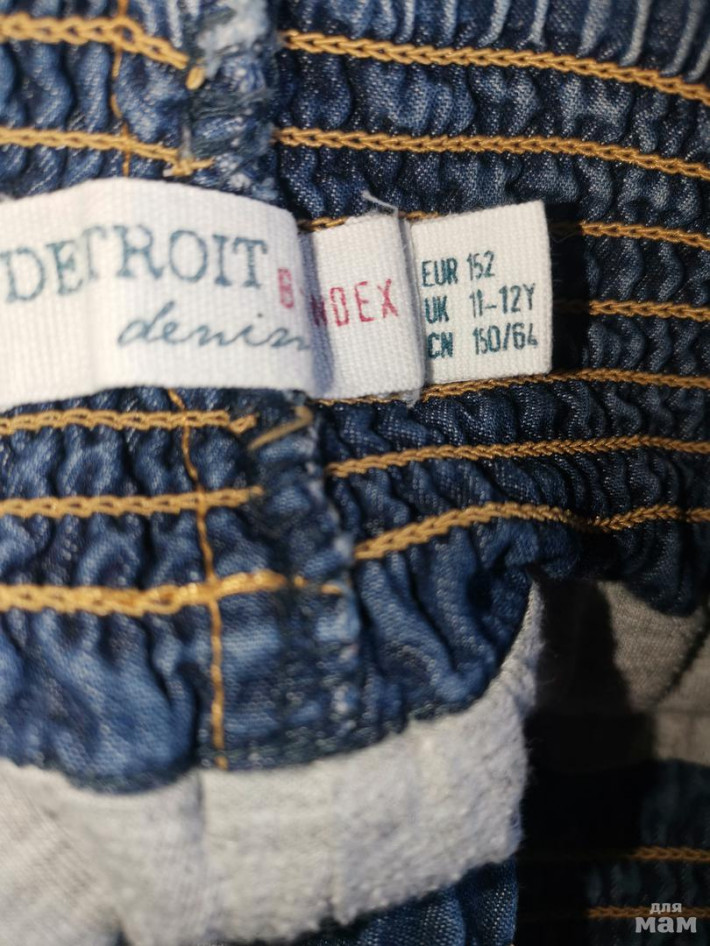 DETROIT
denim
NDEX
EUR 152
UK 11-12Y
CN 150/64
для
мам